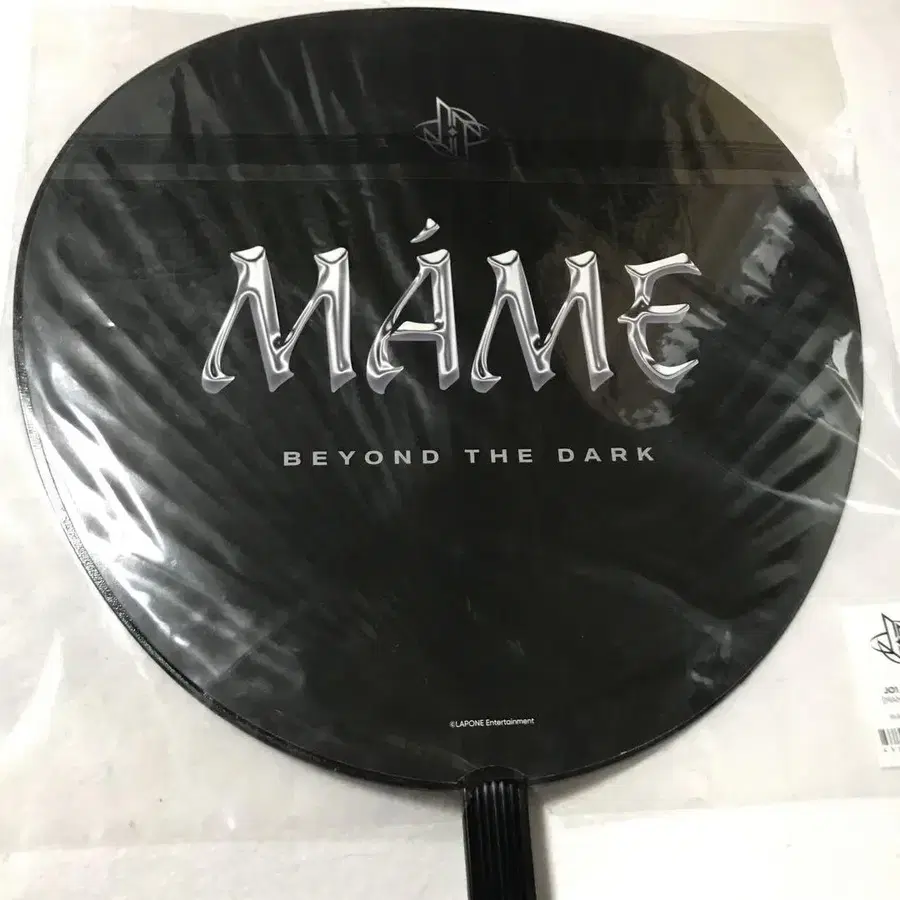 MÁME
BEYOND THE DARK
©LAPONE Entertainment
JO1